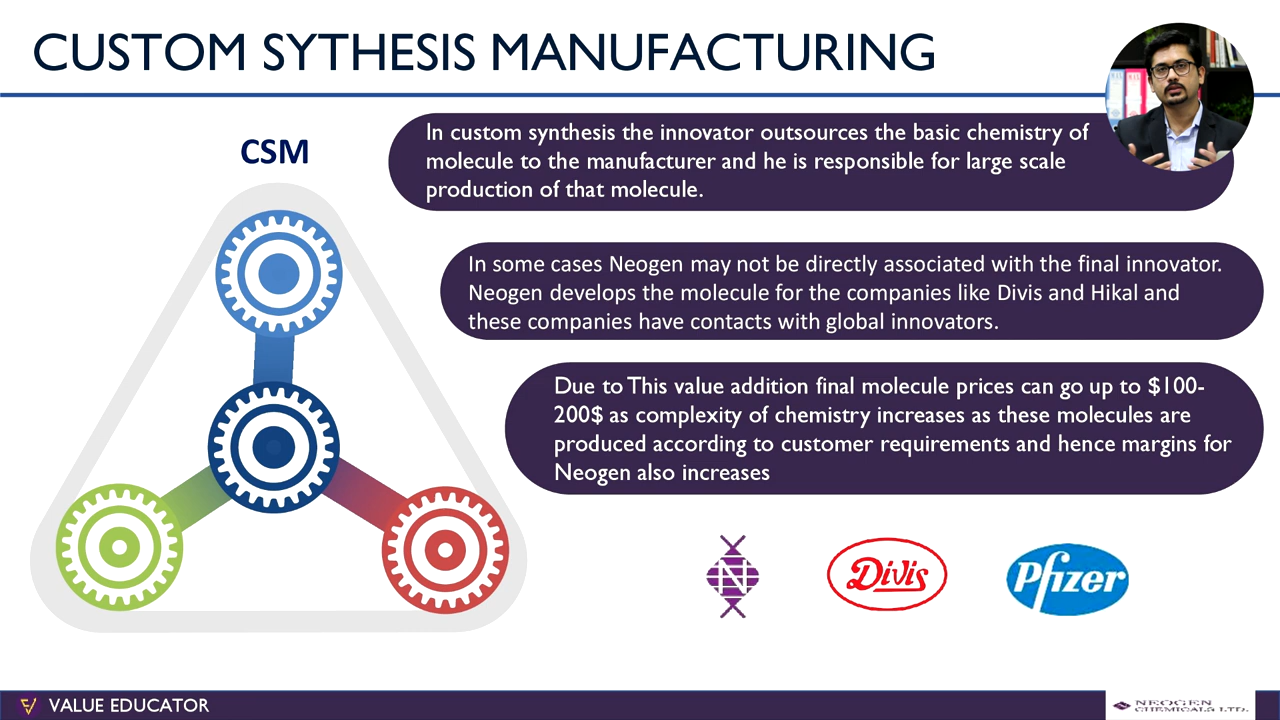 CUSTOM SYTHESIS MANUFACTURING
CSM
In custom synthesis the innovator outsources the basic chemistry of
molecule to the manufacturer and he is responsible for large scale
production of that molecule.
In some cases Neogen may not be directly associated with the final innovator.
Neogen develops the molecule for the companies like Divis and Hikal and
these companies have contacts with global innovators.
Due to This value addition final molecule prices can go up to $100-
200$ as complexity of chemistry increases as these molecules are
produced according to customer requirements and hence margins for
Neogen also increases
N
Divis
Pfizer
VALUE EDUCATOR
NEOGEN
CHEMICALS LTD.